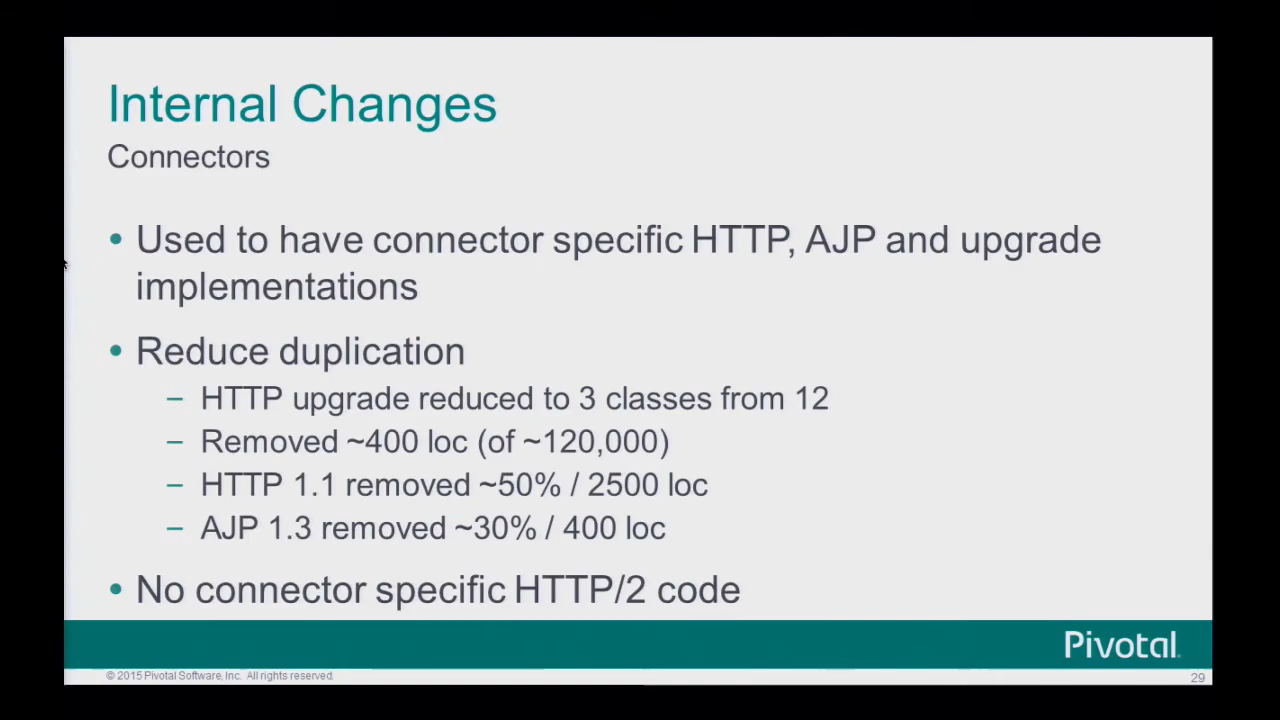 Internal Changes
Connectors
• Used to have connector specific HTTP, AJP and upgrade
implementations
• Reduce duplication
– HTTP upgrade reduced to 3 classes from 12
– Removed ~400 loc (of ~120,000)
– HTTP 1.1 removed ~50% / 2500 loc
– AJP 1.3 removed ~30% / 400 loc
• No connector specific HTTP/2 code
Pivotal
© 2015 Pivotal Software, Inc. All rights reserved.
29